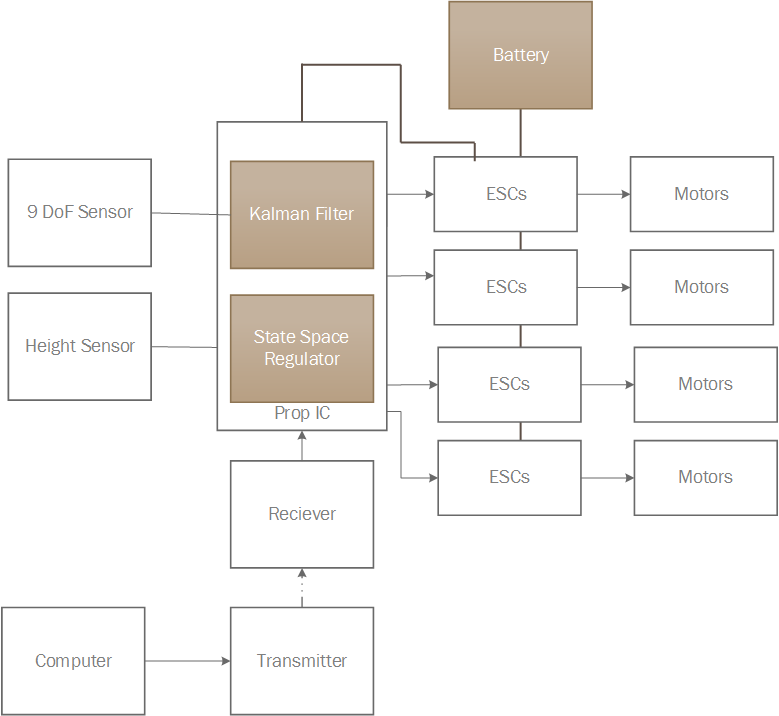 Battery
9 DoF Sensor
Kalman Filter
ESCs
Motors
ESCs
Motors
Height Sensor
State Space
Regulator
Prop IC
ESCs
Motors
ESCs
Motors
Reciever
Computer
Transmitter